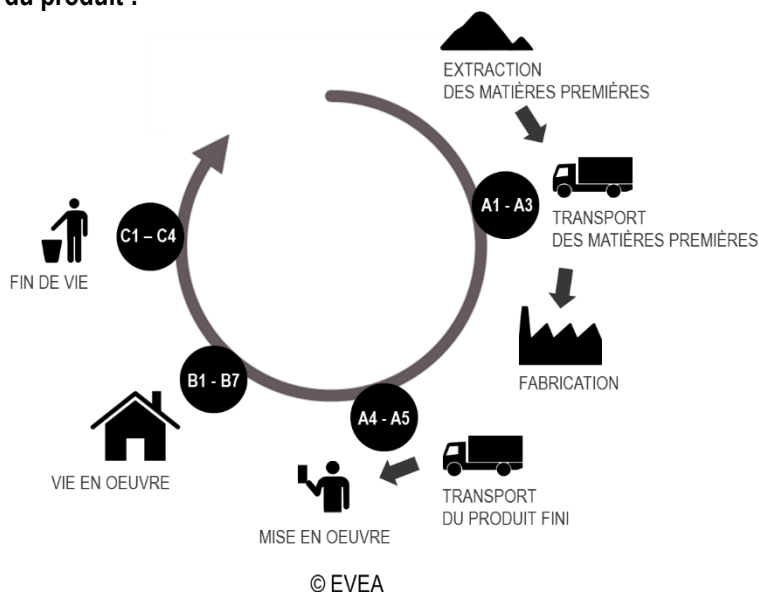 du produit :
EXTRACTION
DES MATIÈRES PREMIÈRES
A1 - A3
TRANSPORT
DES MATIÈRES PREMIÈRES
FABRICATION
A4 - A5
TRANSPORT
DU PRODUIT FINI
MISE EN OEUVRE
B1 - B7
VIE EN OEUVRE
C1 – C4
FIN DE VIE
© EVEA